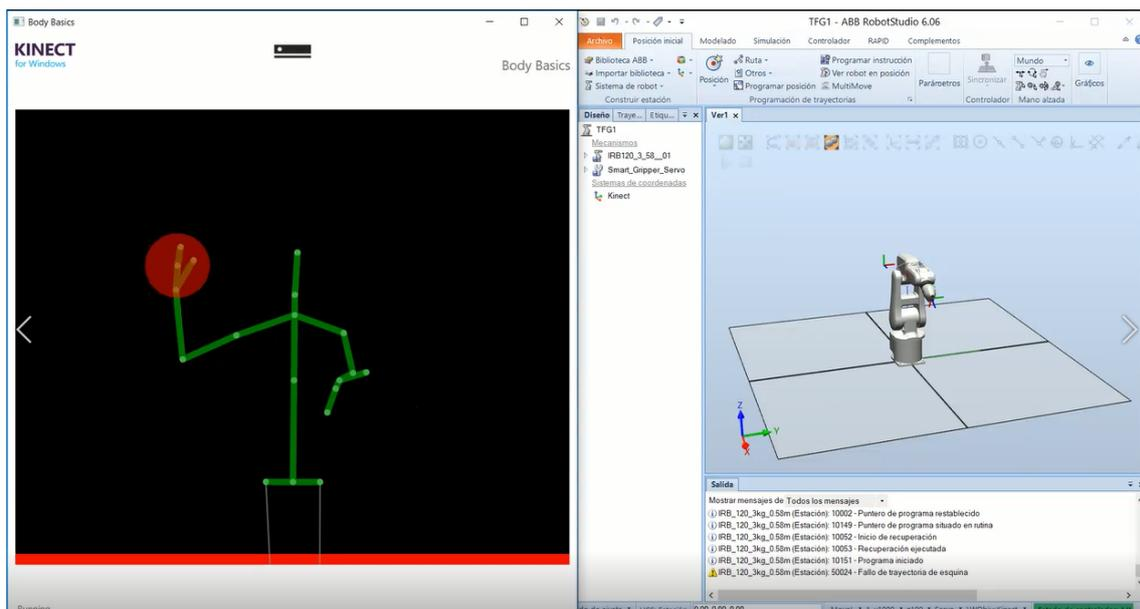 Body Basics
KINECT
for Windows
Body Basics
TFG1 - ABB RobotStudio 6.06
Archivo Posición inicial Modelado Simulación Controlador RAPID Complementos
Biblioteca ABB
Importar biblioteca
Sistema de robot
Construir estación
Posición
Ruta
Otros
Programar posición
Programar instrucción
Ver robot en posición
MultiMove
Programación de trayectorias
Parámetros
Sincronizar
Controlador
Mundo
Mano alzada
Gráficos
Diseño Traye... Etiqu...
TFG1
Mecanismos
IRB120_3_58__01
Smart_Gripper_Servo
Sistemas de coordenadas
Kinect
Ver1
Z
Y
X
Salida
Mostrar mensajes de Todos los mensajes
IRB_120_3kg_0.58m (Estación): 10002 - Puntero de programa restablecido
IRB_120_3kg_0.58m (Estación): 10149 - Puntero de programa situado en rutina
IRB_120_3kg_0.58m (Estación): 10052 - Inicio de recuperación
IRB_120_3kg_0.58m (Estación): 10053 - Recuperación ejecutada
IRB_120_3kg_0.58m (Estación): 10151 - Programa iniciado
IRB_120_3kg_0.58m (Estación): 50024 - Fallo de trayectoria de esquina